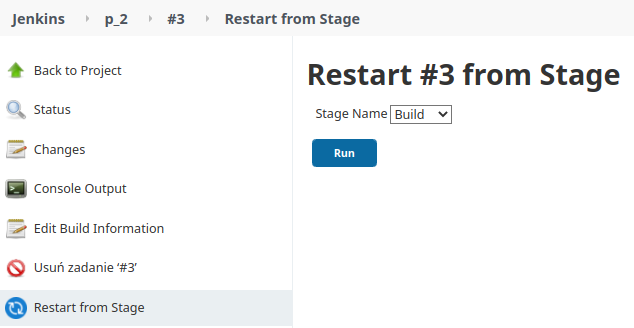 Jenkins p_2 #3 Restart from Stage
Back to Project
Status
Changes
Console Output
Edit Build Information
Usuń zadanie ‘#3’
Restart from Stage
Restart #3 from Stage
Stage Name Build
Run